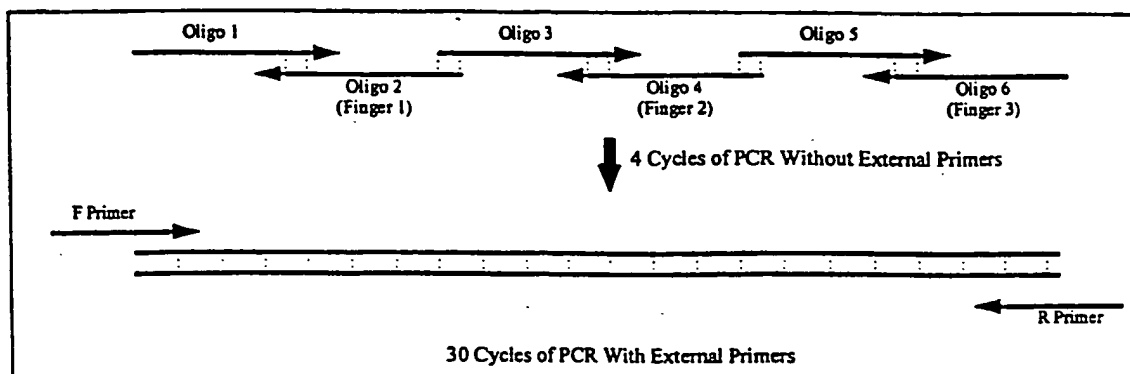 Oligo 1
Oligo 3
Oligo 5
Oligo 2
(Finger 1)
Oligo 4
(Finger 2)
Oligo 6
(Finger 3)
4 Cycles of PCR Without External Primers
F Primer
R Primer
30 Cycles of PCR With External Primers